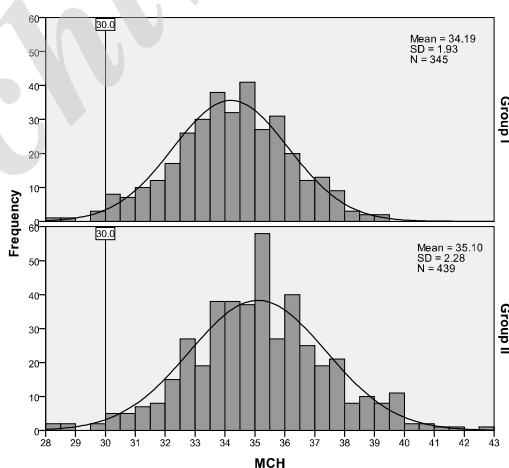 60
50
40
30
20
10
0
30.0
Mean = 34.19
SD = 1.93
N = 345
Group I
Frequency
60
50
40
30
20
10
0
30.0
Mean = 35.10
SD = 2.28
N = 439
Group II
28 29 30 31 32 33 34 35 36 37 38 39 40 41 42 43
MCH